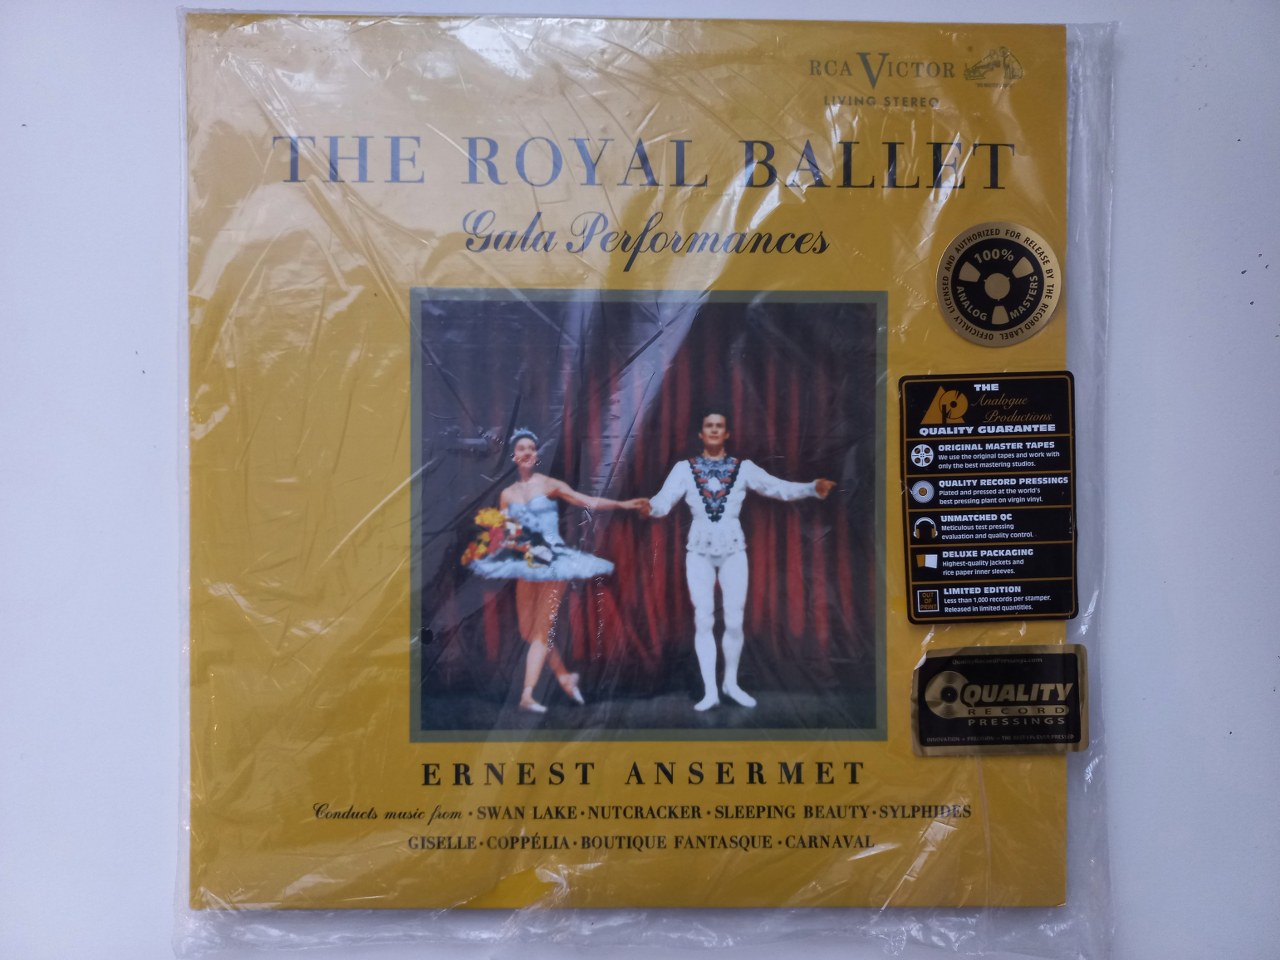 RCA VICTOR
LIVING STEREO
THE ROYAL BALLET
Gala Performances
OFFICIALLY LICENSED AND AUTHORIZED FOR RELEASE BY THE RECORD LABEL
100%
ANALOG MASTERS
THE
Analogue
Productions
QUALITY GUARANTEE
ORIGINAL MASTER TAPES
We use the original tapes and work with
only the best mastering studios.
QUALITY RECORD PRESSINGS
Plated and pressed at the world's
best pressing plant on virgin vinyl.
UNMATCHED QC
Meticulous test pressing
evaluation and quality control.
DELUXE PACKAGING
Highest-quality jackets and
rice paper inner sleeves.
OUT
OF
PRINT
LIMITED EDITION
Less than 1,000 records per stamper.
Released in limited quantities.
QUALITY
RECORD
PRESSINGS
ERNEST ANSERMET
Conducts music from · SWAN LAKE · NUTCRACKER · SLEEPING BEAUTY · SYLPHIDES
GISELLE · COPPÉLIA · BOUTIQUE FANTASQUE · CARNAVAL